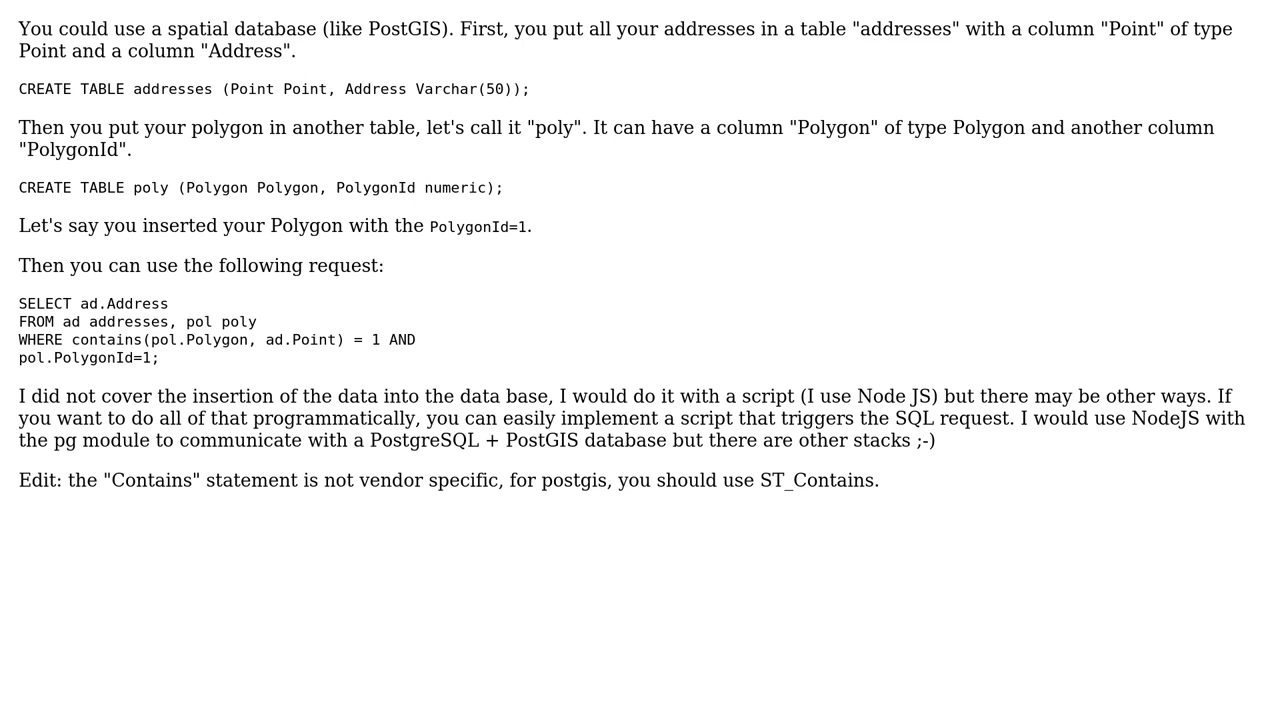 You could use a spatial database (like PostGIS). First, you put all your addresses in a table "addresses" with a column "Point" of type
Point and a column "Address".
CREATE TABLE addresses (Point Point, Address Varchar(50));
Then you put your polygon in another table, let's call it "poly". It can have a column "Polygon" of type Polygon and another column
"PolygonId".
CREATE TABLE poly (Polygon Polygon, PolygonId numeric);
Let's say you inserted your Polygon with the PolygonId=1.
Then you can use the following request:
SELECT ad.Address
FROM ad addresses, pol poly
WHERE contains(pol.Polygon, ad.Point) = 1 AND
pol.PolygonId=1;
I did not cover the insertion of the data into the data base, I would do it with a script (I use Node JS) but there may be other ways. If
you want to do all of that programmatically, you can easily implement a script that triggers the SQL request. I would use NodeJS with
the pg module to communicate with a PostgreSQL + PostGIS database but there are other stacks ;-)
Edit: the "Contains" statement is not vendor specific, for postgis, you should use ST_Contains.